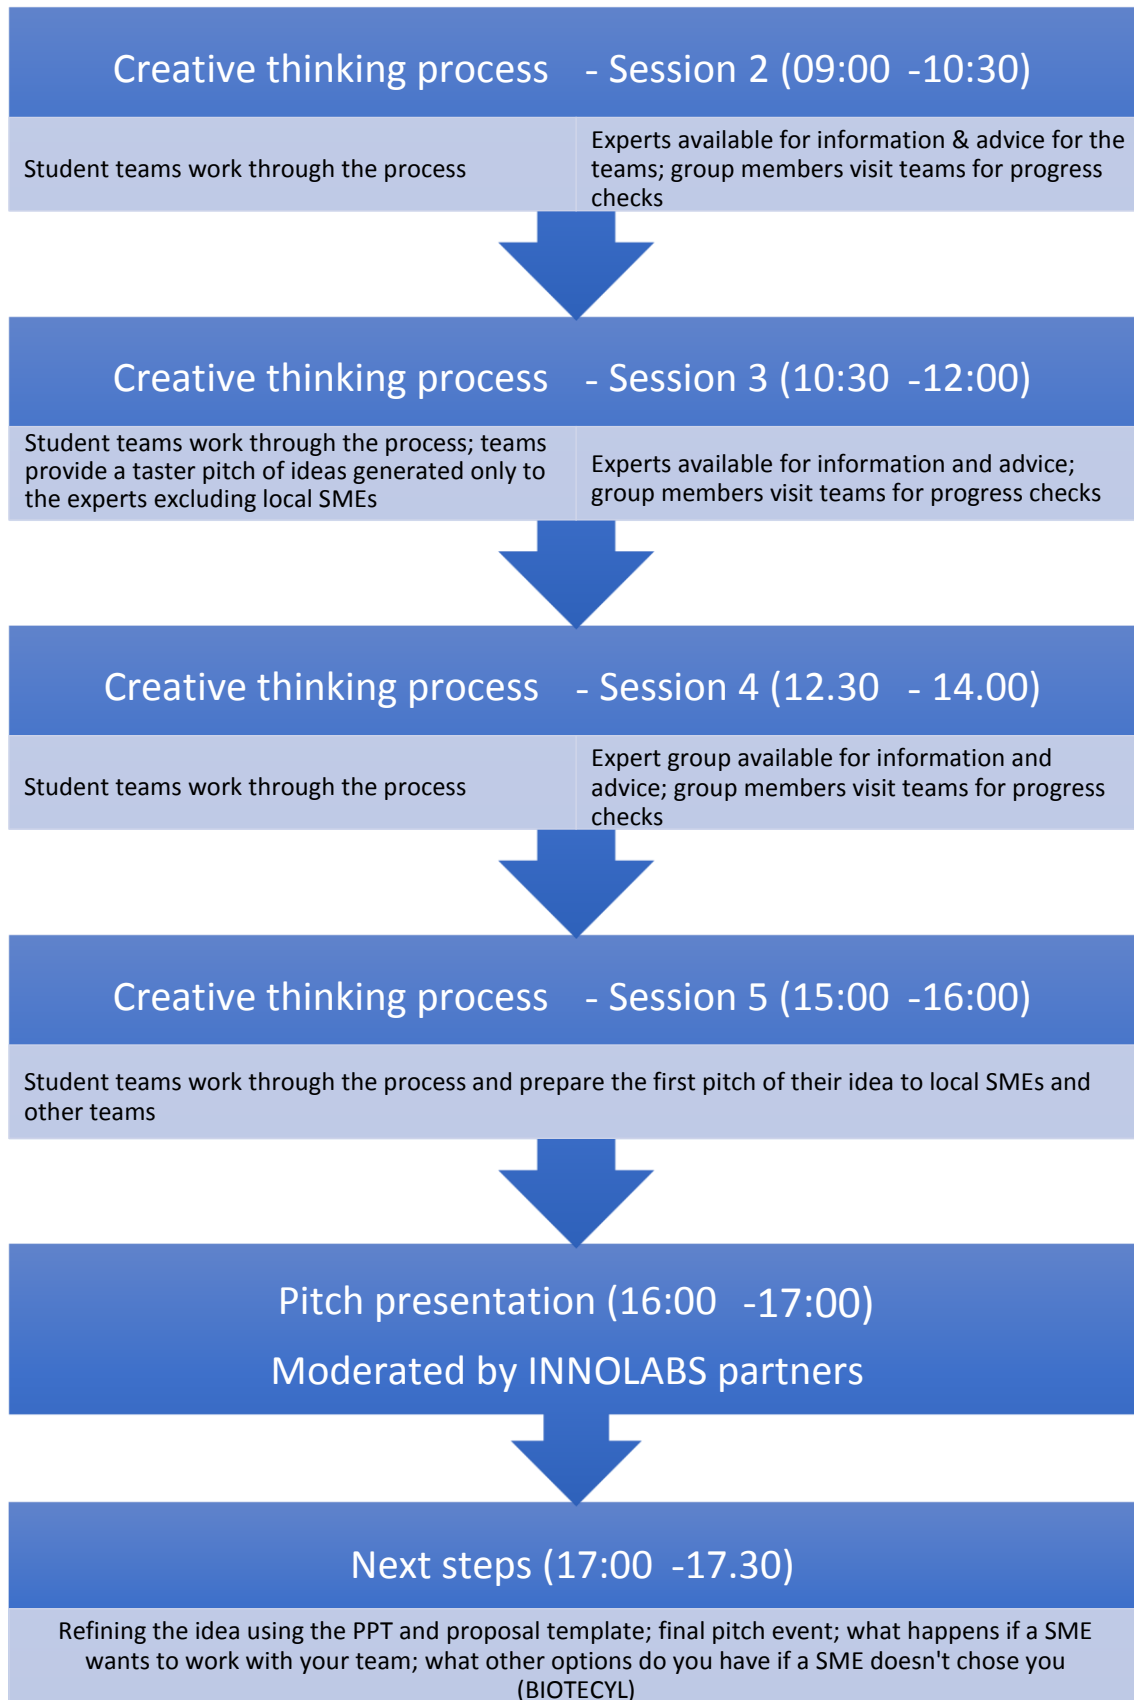 Creative thinking process - Session 2 (09:00 -10:30)
Student teams work through the process
Experts available for information & advice for the
teams; group members visit teams for progress
checks
Creative thinking process - Session 3 (10:30 -12:00)
Student teams work through the process; teams
provide a taster pitch of ideas generated only to
the experts excluding local SMEs
Experts available for information and advice;
group members visit teams for progress checks
Creative thinking process - Session 4 (12.30 - 14.00)
Student teams work through the process
Expert group available for information and
advice; group members visit teams for progress
checks
Creative thinking process - Session 5 (15:00 -16:00)
Student teams work through the process and prepare the first pitch of their idea to local SMEs and
other teams
Pitch presentation (16:00 -17:00)
Moderated by INNOLABS partners
Next steps (17:00 -17.30)
Refining the idea using the PPT and proposal template; final pitch event; what happens if a SME
wants to work with your team; what other options do you have if a SME doesn't chose you
(BIOTECYL)